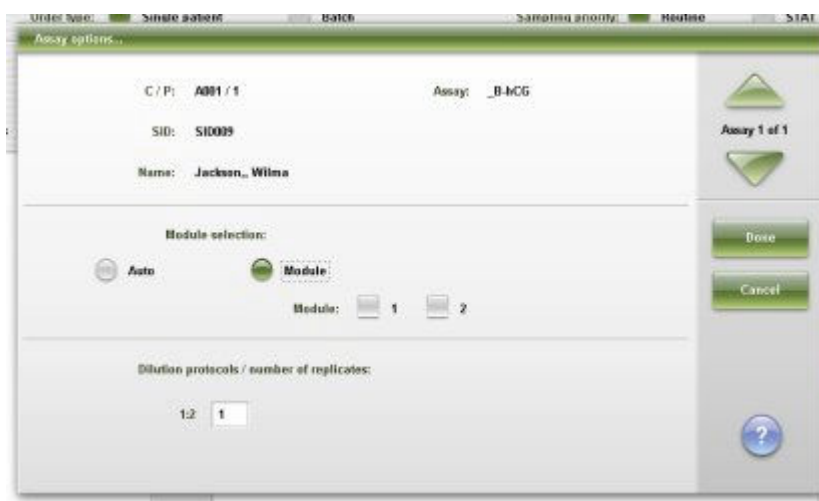 Order type: Single patient Batch Sampling priority: Routine STAT
Assay options...
C / P: A001 / 1 Assay: _B-hCG
SID: SID009
Name: Jackson,, Wilma
Assay 1 of 1
Module selection:
Auto Module
Module: 1 2
Done
Cancel
Dilution protocols / number of replicates:
1:2 1
?